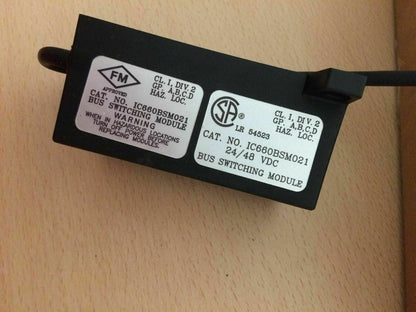 FM
APPROVED
CL. I, DIV. 2
GP. A,B,C,D
HAZ. LOC.
CAT. NO. IC660BSM021
BUS SWITCHING MODULE
WARNING
WHEN IN HAZARDOUS LOCATIONS
TURN OFF POWER BEFORE
REPLACING MODULES.
SA
®
LR 54523
CL. I, DIV. 2
GP. A,B,C,D
HAZ. LOC.
CAT. NO. IC660BSM021
24/48 VDC
BUS SWITCHING MODULE